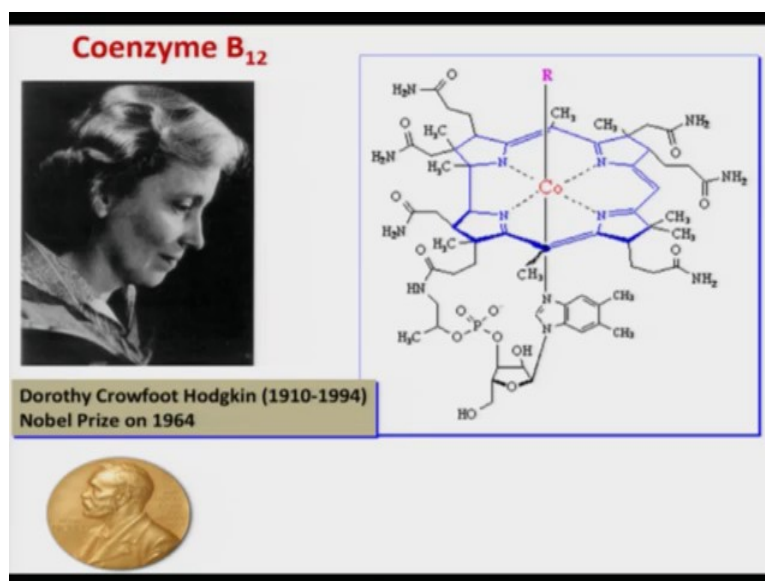 Coenzyme B12
Dorothy Crowfoot Hodgkin (1910-1994)
Nobel Prize on 1964
R
H₂N
O
CH₃
H₃C
CH₃
NH₂
O
O
H₂N
H₃C
N
N
O
NH₂
Co
O
H₂N
N
N
CH₃
CH₃
H₃C
O
CH₃
O
NH₂
HN
N
CH₃
H₃C
O
O
P
O⁻
N
CH₃
O
OH
O
HO